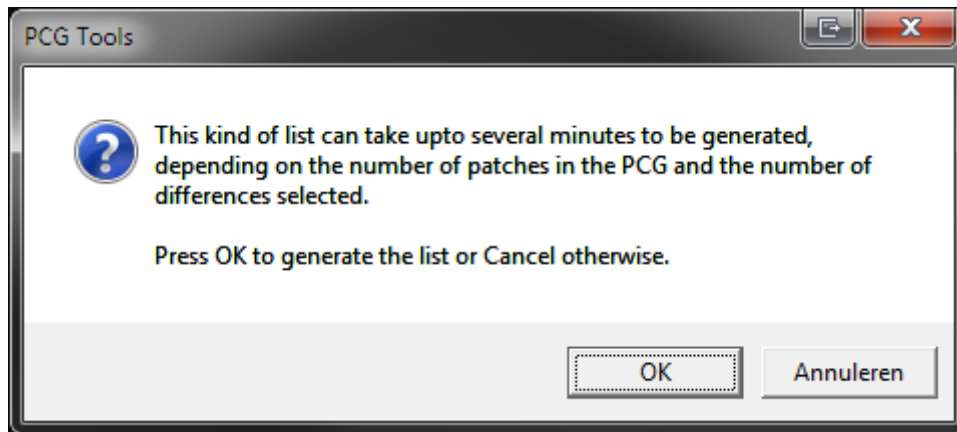 PCG Tools
This kind of list can take upto several minutes to be generated,
depending on the number of patches in the PCG and the number of
differences selected.
Press OK to generate the list or Cancel otherwise.
OK
Annuleren